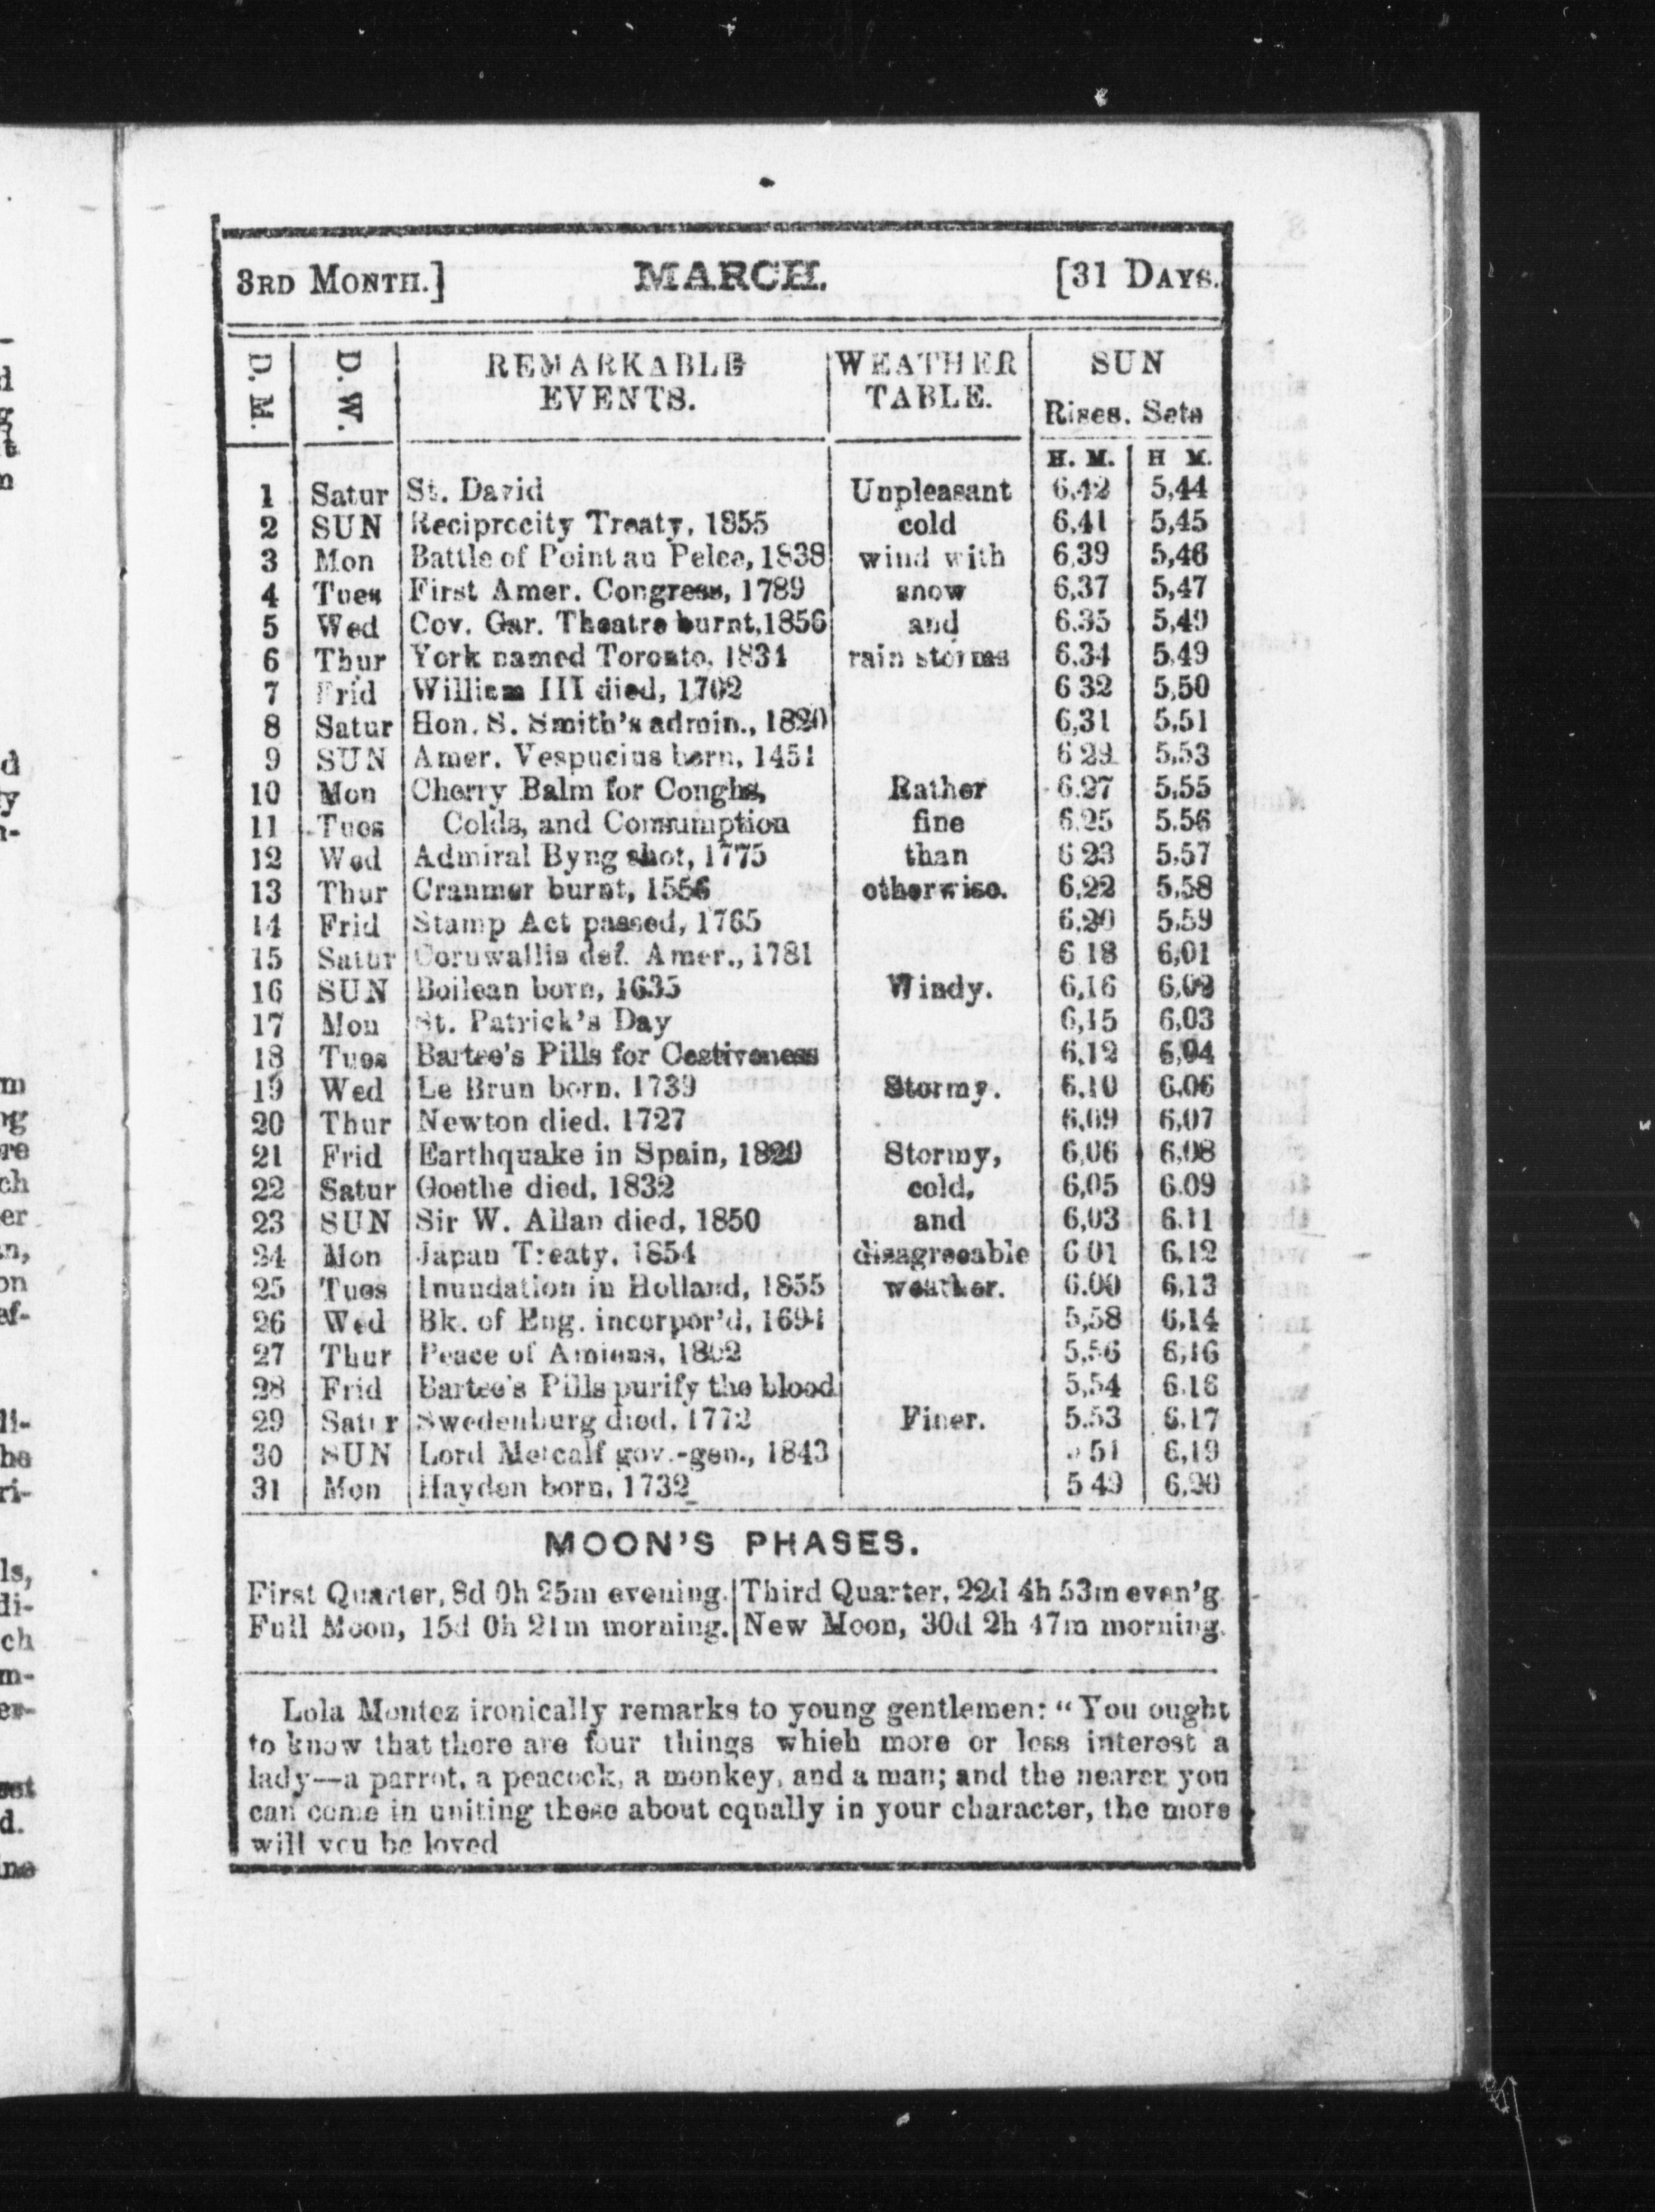 3RD MONTH.] MARCH. [31 DAYS.
D. M. D. W. REMARKABLE EVENTS. WEATHER TABLE. SUN
Rises. Sets
H. M. H M.
1 Satur St. David Unpleasant 6,42 5,44
2 SUN Reciprocity Treaty, 1855 cold 6,41 5,45
3 Mon Battle of Point au Pelee, 1838 wind with 6,39 5,46
4 Tues First Amer. Congress, 1789 snow 6,37 5,47
5 Wed Cov. Gar. Theatre burnt, 1856 and 6.35 5,49
6 Thur York named Toronto, 1834 rain storms 6,34 5,49
7 Frid William III died, 1702 6 32 5,50
8 Satur Hon. S. Smith's admin., 1820 6,31 5,51
9 SUN Amer. Vespucius born, 1451 6 29 5,53
10 Mon Cherry Balm for Coughs, Rather 6.27 5,55
11 Tues Colds, and Consumption fine 6,25 5,56
12 Wed Admiral Byng shot, 1775 than 6 23 5,57
13 Thur Cranmer burnt, 1556 otherwise. 6,22 5,58
14 Frid Stamp Act passed, 1765 6,20 5,59
15 Satur Cornwallis def. Amer., 1781 6 18 6,01
16 SUN Boilean born, 1635 Windy. 6,16 6,02
17 Mon St. Patrick's Day 6,15 6,03
18 Tues Bartee's Pills for Costiveness 6,12 6,04
19 Wed Le Brun born, 1739 Stormy. 6,10 6,06
20 Thur Newton died, 1727 6,09 6,07
21 Frid Earthquake in Spain, 1829 Stormy, 6,06 6,08
22 Satur Goethe died, 1832 cold, 6,05 6.09
23 SUN Sir W. Allan died, 1850 and 6,03 6.11
24 Mon Japan Treaty, 1854 disagreeable 6 01 6,12
25 Tues Inundation in Holland, 1855 weather. 6.00 6,13
26 Wed Bk. of Eng. incorpor'd, 1694 5,58 6,14
27 Thur Peace of Amiens, 1802 5,56 6,16
28 Frid Bartee's Pills purify the blood 5,54 6.16
29 Satur Swedenburg died, 1772 Finer. 5.53 6,17
30 SUN Lord Metcalf gov.-gen., 1843 51 6,19
31 Mon Hayden born, 1732 5 49 6,20
MOON'S PHASES.
First Quarter, 8d 0h 25m evening. Third Quarter, 22d 4h 53m even'g
Full Moon, 15d 0h 21m morning. New Moon, 30d 2h 47m morning.
Lola Montez ironically remarks to young gentlemen: "You ought
to know that there are four things which more or less interest a
lady—a parrot, a peacock, a monkey, and a man; and the nearer you
can come in uniting these about equally in your character, the more
will you be loved